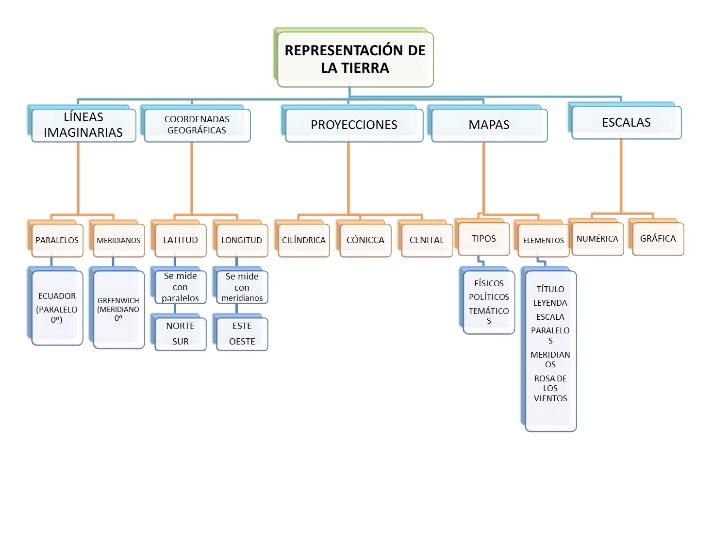 REPRESENTACIÓN DE
LA TIERRA
LÍNEAS
IMAGINARIAS
COORDENADAS
GEOGRÁFICAS
PROYECCIONES
MAPAS
ESCALAS
PARALELOS
MERIDIANOS
LATITUD
LONGITUD
CILÍNDRICA
CÓNICCA
CENITAL
TIPOS
ELEMENTOS
NUMÉRICA
GRÁFICA
ECUADOR
(PARALELO
0º)
GREENWICH
(MERIDIANO
0º
Se mide
con
paralelos
NORTE
SUR
Se mide
con
meridianos
ESTE
OESTE
FÍSICOS
POLÍTICOS
TEMÁTICO
S
TÍTULO
LEYENDA
ESCALA
PARALELO
S
MERIDIAN
OS
ROSA DE
LOS
VIENTOS